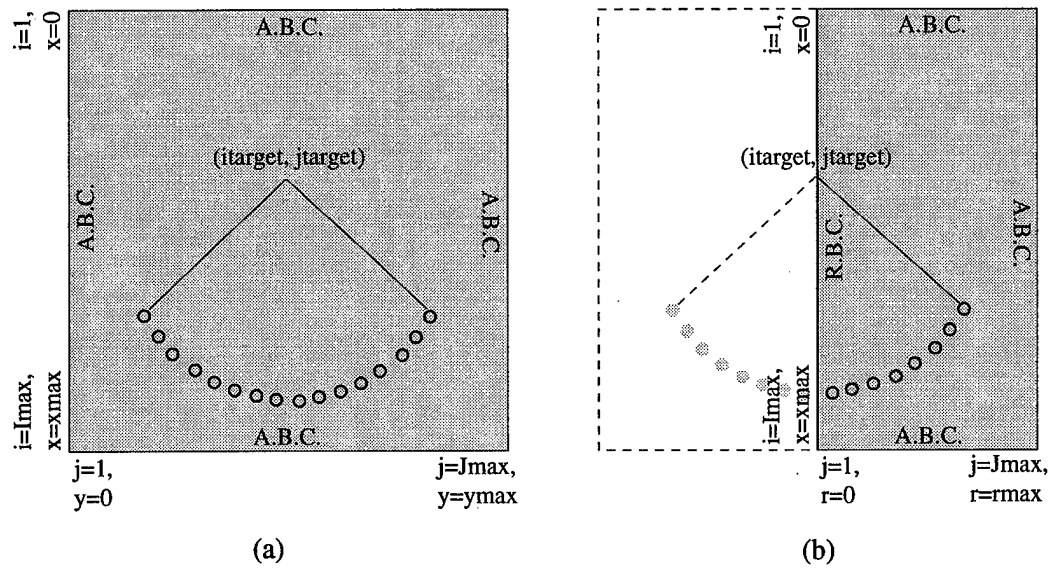 i=1,
x=0
A.B.C.
(itarget, jtarget)
A.B.C.
A.B.C.
i=Imax,
x=xmax
A.B.C.
j=1,
y=0
j=Jmax,
y=ymax
(a)
i=1,
x=0
A.B.C.
(itarget, jtarget)
R.B.C.
A.B.C.
i=Imax,
x=xmax
A.B.C.
j=1,
r=0
j=Jmax,
r=rmax
(b)